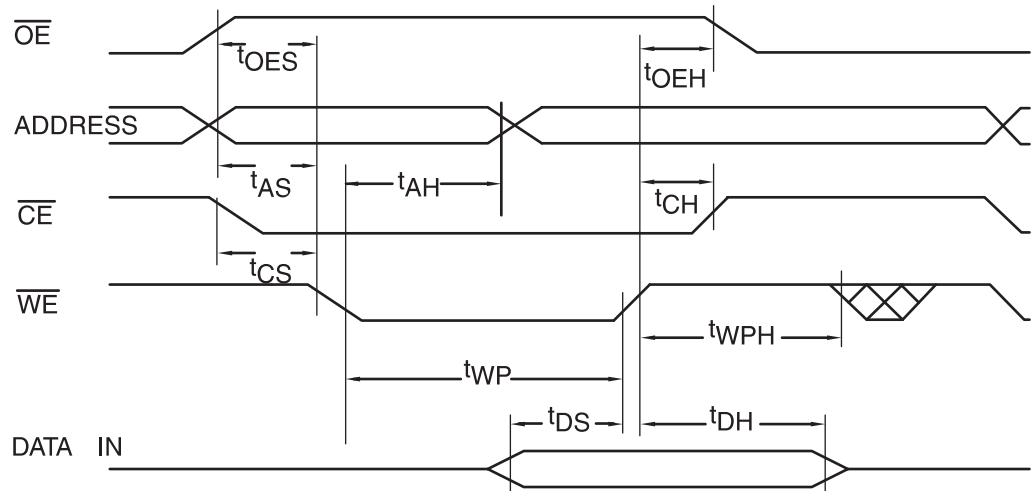 OE
tOES
tOEH
ADDRESS
tAS
tAH
tCH
CE
tCS
WE
tWPH
tWP
tDS
tDH
DATA IN